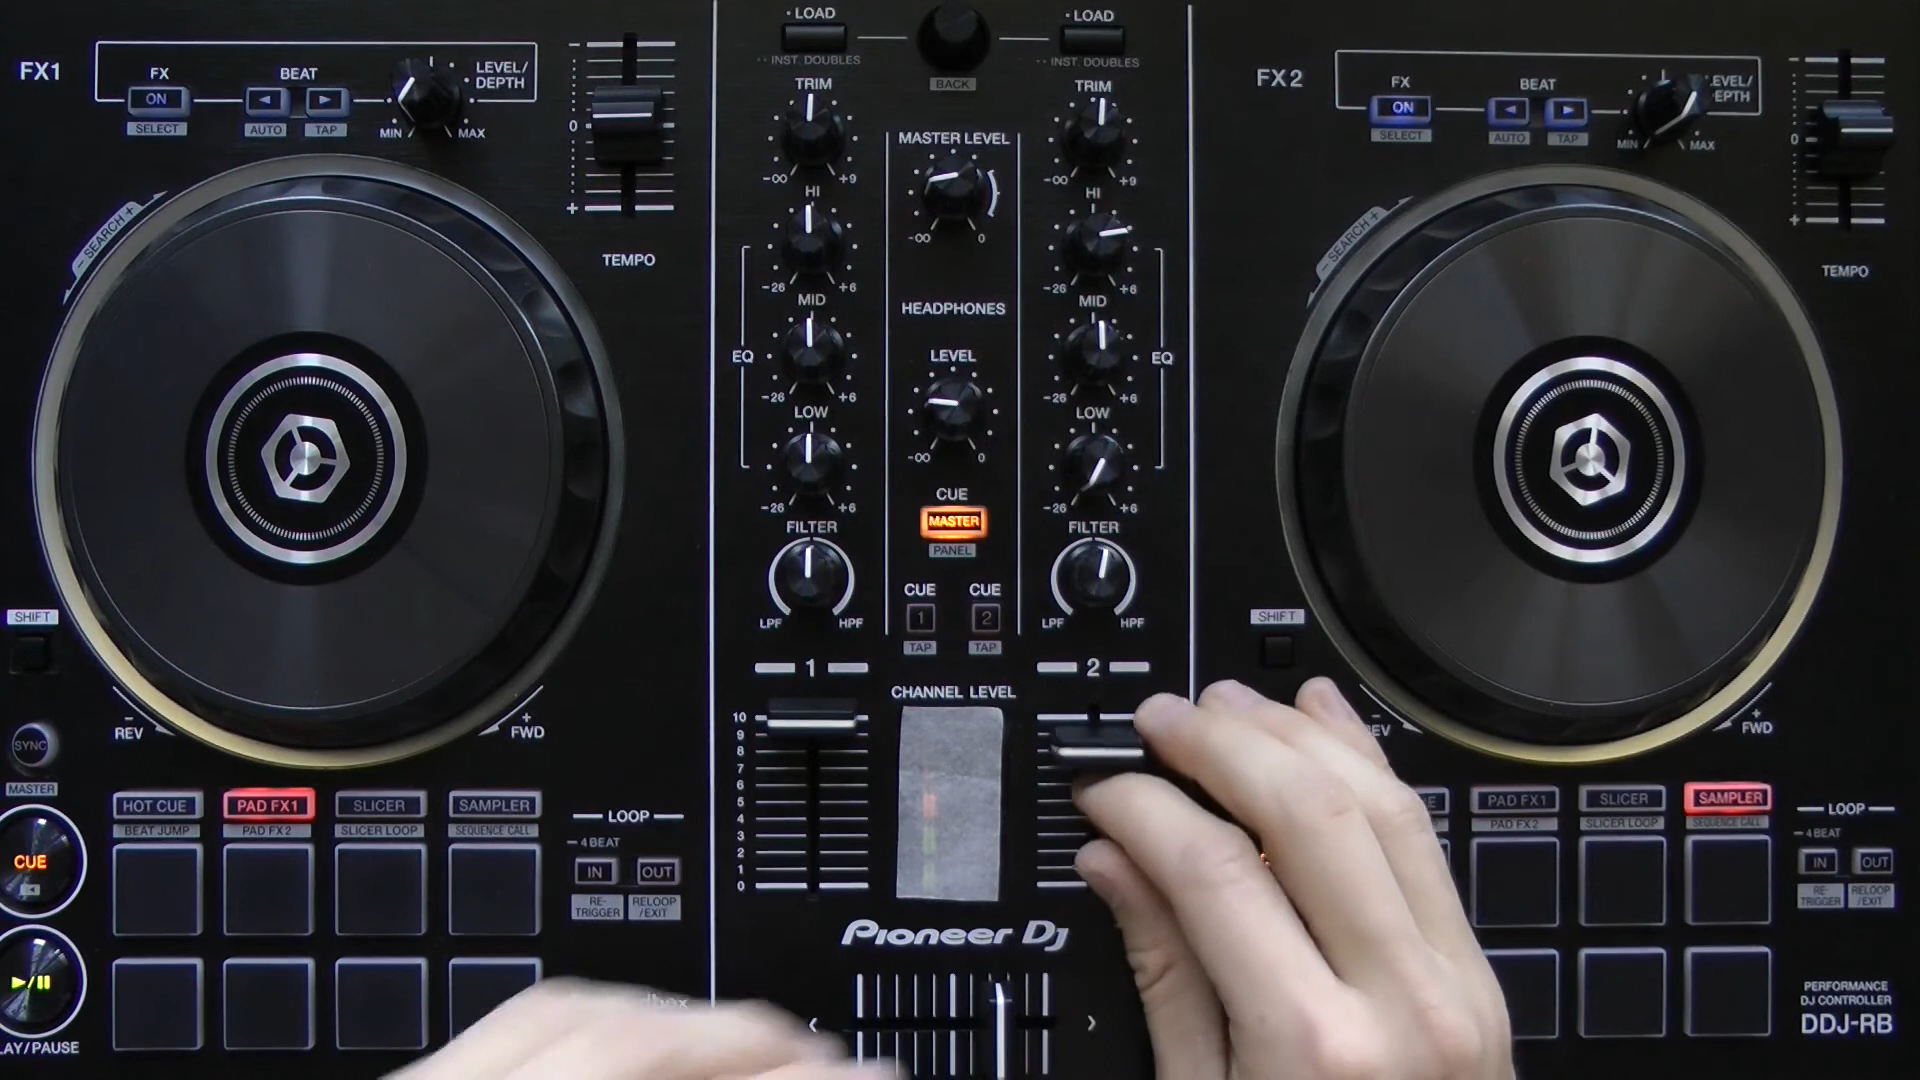 FX1
FX
ON
SELECT
BEAT
AUTO
TAP
LEVEL/
DEPTH
MIN
MAX
− SEARCH +
0
TEMPO
SHIFT
REV
FWD
SYNC
MASTER
CUE
PLAY/PAUSE
HOT CUE
PAD FX1
SLICER
SAMPLER
BEAT JUMP
PAD FX2
SLICER LOOP
SEQUENCE CALL
LOOP
4 BEAT
IN
OUT
RE-
TRIGGER
RELOOP
/EXIT
LOAD
INST. DOUBLES
BACK
LOAD
INST. DOUBLES
TRIM
-∞
+9
HI
-26
+6
MID
EQ
-26
+6
LOW
-26
+6
FILTER
LPF
HPF
1
MASTER LEVEL
-∞
0
HEADPHONES
LEVEL
-∞
0
CUE
MASTER
PANEL
CUE
CUE
1
2
TAP
TAP
CHANNEL LEVEL
TRIM
-∞
+9
HI
-26
+6
MID
EQ
-26
+6
LOW
-26
+6
FILTER
LPF
HPF
2
10
9
8
7
6
5
4
3
2
1
0
Pioneer Dj
FX2
FX
ON
SELECT
BEAT
AUTO
TAP
LEVEL/
DEPTH
MIN
MAX
− SEARCH +
0
TEMPO
SHIFT
REV
FWD
PAD FX1
SLICER
SAMPLER
PAD FX2
SLICER LOOP
SEQUENCE CALL
LOOP
4 BEAT
IN
OUT
RE-
TRIGGER
RELOOP
/EXIT
PERFORMANCE
DJ CONTROLLER
DDJ-RB